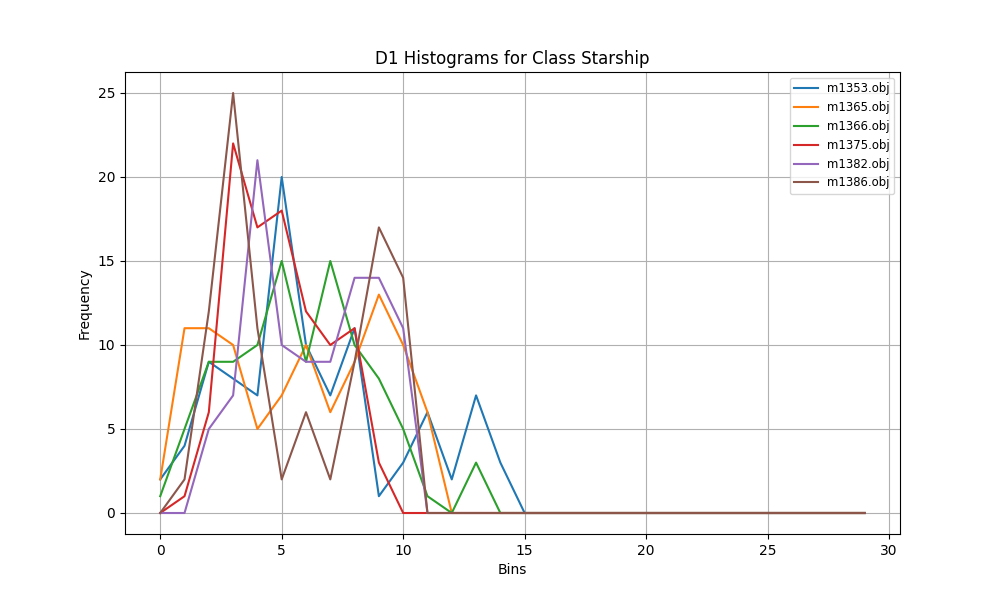 D1 Histograms for Class Starship
m1353.obj
m1365.obj
m1366.obj
m1375.obj
m1382.obj
m1386.obj
Frequency
25
20
15
10
5
0
0 5 10 15 20 25 30
Bins